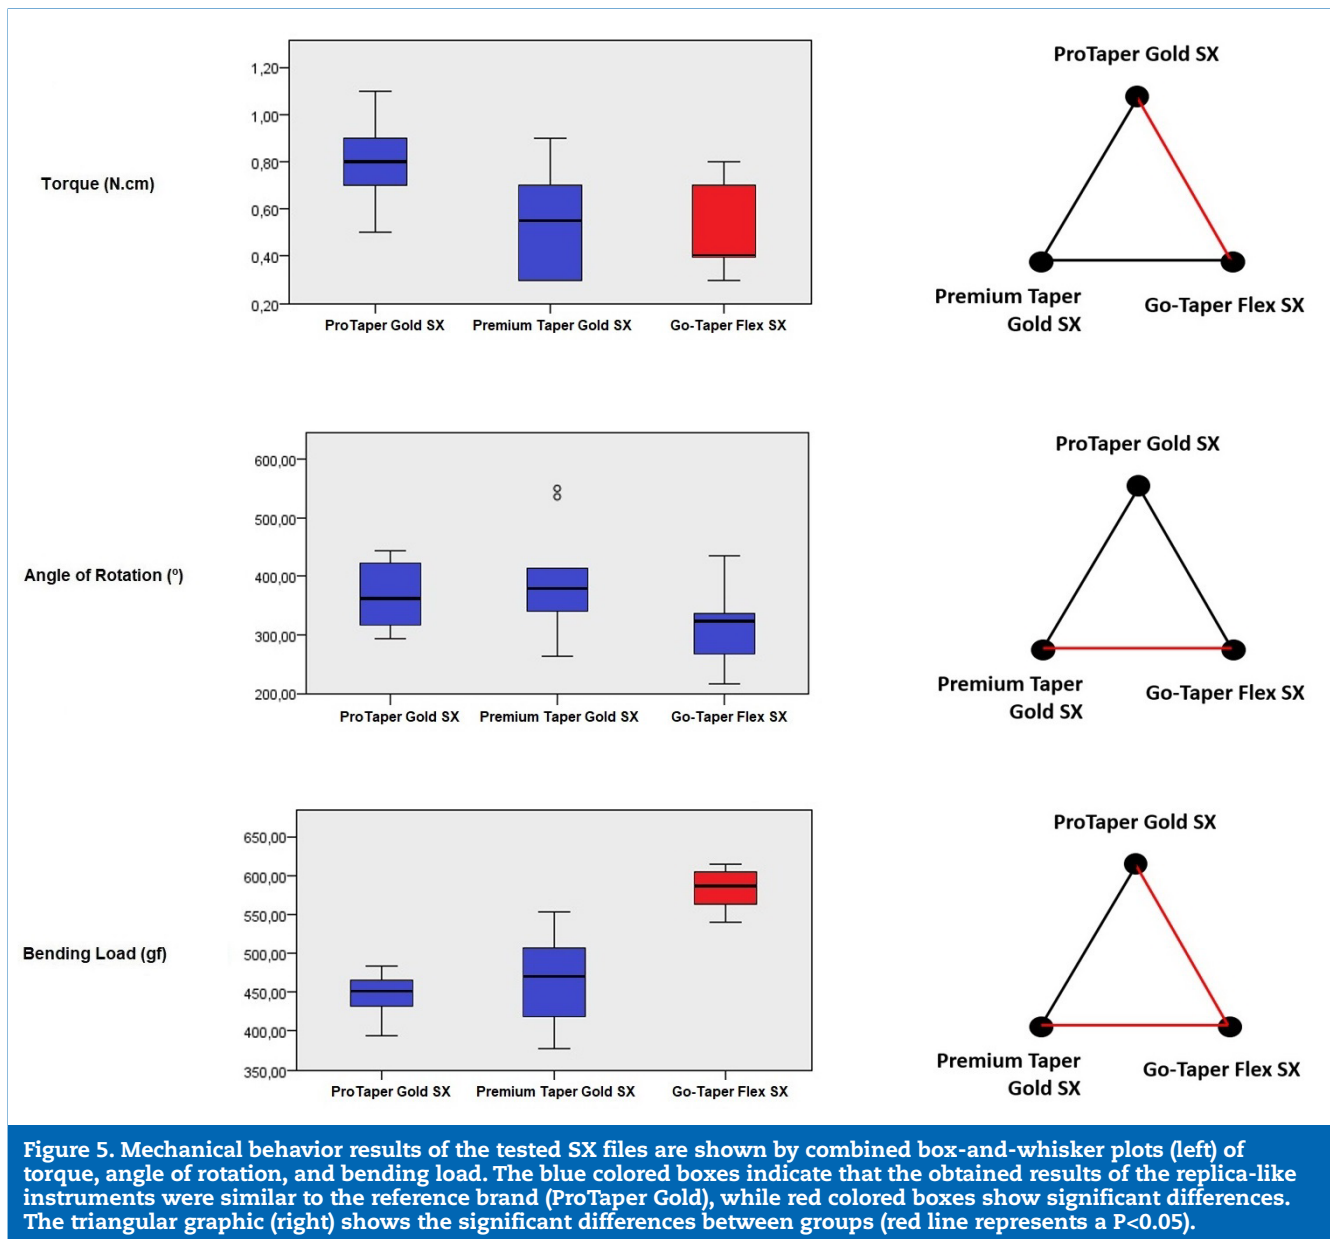 ProTaper Gold SX
1,20
1,00
0,80
Torque (N.cm)
0,60
0,40
0,20
ProTaper Gold SX Premium Taper Gold SX Go-Taper Flex SX
Premium Taper
Gold SX
Go-Taper Flex SX
ProTaper Gold SX
600,00
500,00
Angle of Rotation (º)
400,00
300,00
200,00
ProTaper Gold SX Premium Taper Gold SX Go-Taper Flex SX
Premium Taper
Gold SX
Go-Taper Flex SX
ProTaper Gold SX
650,00
600,00
550,00
Bending Load (gf)
500,00
450,00
400,00
350,00
ProTaper Gold SX Premium Taper Gold SX Go-Taper Flex SX
Premium Taper
Gold SX
Go-Taper Flex SX
Figure 5. Mechanical behavior results of the tested SX files are shown by combined box-and-whisker plots (left) of
torque, angle of rotation, and bending load. The blue colored boxes indicate that the obtained results of the replica-like
instruments were similar to the reference brand (ProTaper Gold), while red colored boxes show significant differences.
The triangular graphic (right) shows the significant differences between groups (red line represents a P<0.05).